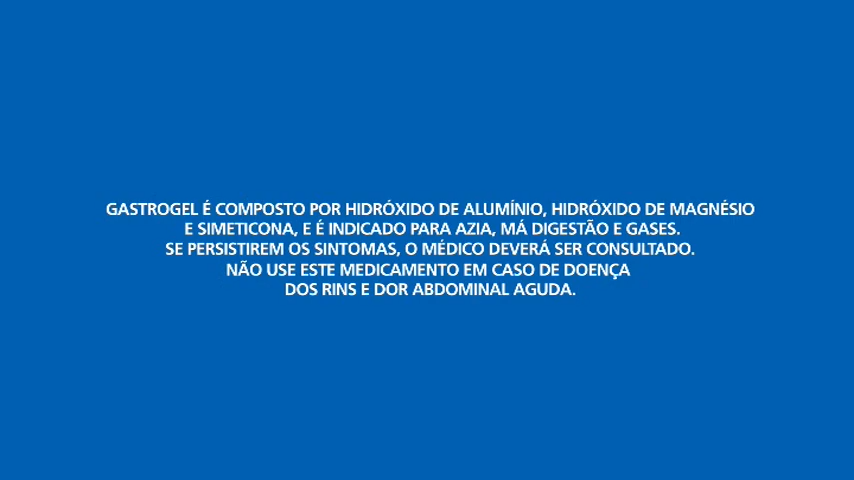 GASTROGEL É COMPOSTO POR HIDRÓXIDO DE ALUMÍNIO, HIDRÓXIDO DE MAGNÉSIO
E SIMETICONA, E É INDICADO PARA AZIA, MÁ DIGESTÃO E GASES.
SE PERSISTIREM OS SINTOMAS, O MÉDICO DEVERÁ SER CONSULTADO.
NÃO USE ESTE MEDICAMENTO EM CASO DE DOENÇA
DOS RINS E DOR ABDOMINAL AGUDA.